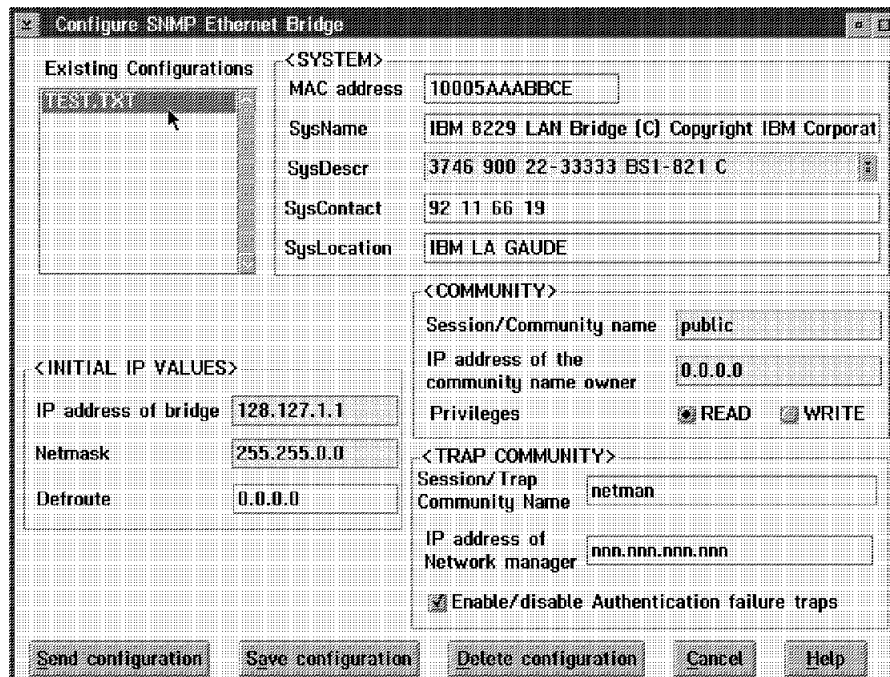 Configure SNMP Ethernet Bridge
Existing Configurations
TEST.TXT
<SYSTEM>
MAC address 10005AAABBCE
SysName IBM 8229 LAN Bridge (C) Copyright IBM Corporat
SysDescr 3746 900 22-33333 BS1-821 C
SysContact 92 11 66 19
SysLocation IBM LA GAUDE
<COMMUNITY>
Session/Community name public
IP address of the
community name owner 0.0.0.0
Privileges READ WRITE
<INITIAL IP VALUES>
IP address of bridge 128.127.1.1
Netmask 255.255.0.0
Defroute 0.0.0.0
<TRAP COMMUNITY>
Session/Trap
Community Name netman
IP address of
Network manager nnn.nnn.nnn.nnn
Enable/disable Authentication failure traps
Send configuration Save configuration Delete configuration Cancel Help